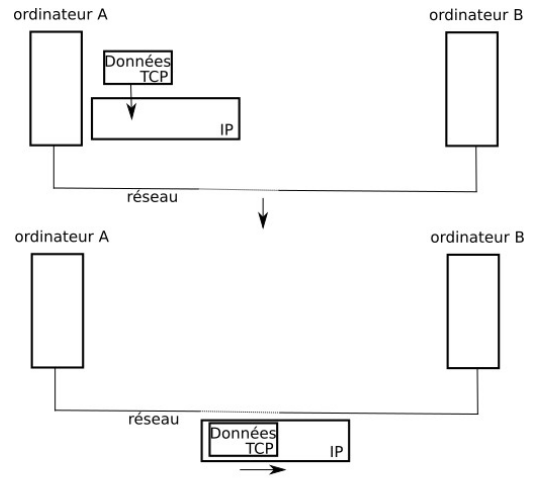 ordinateur A
ordinateur B
Données
TCP
IP
réseau
ordinateur A
ordinateur B
réseau
Données
TCP
IP